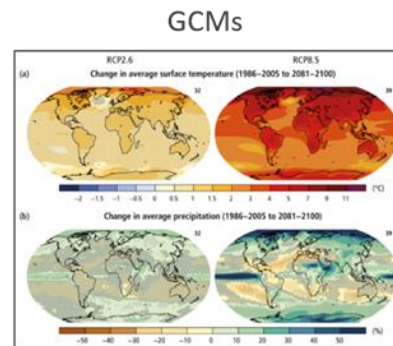 GCMs
RCP2.6 RCP8.5
(a) Change in average surface temperature (1986−2005 to 2081−2100)
32 39
−2 −1.5 −1 −0.5 0 0.5 1 1.5 2 3 4 5 7 9 11 (°C)
(b) Change in average precipitation (1986−2005 to 2081−2100)
32 39
−50 −40 −30 −20 −10 0 10 20 30 40 50 (%)